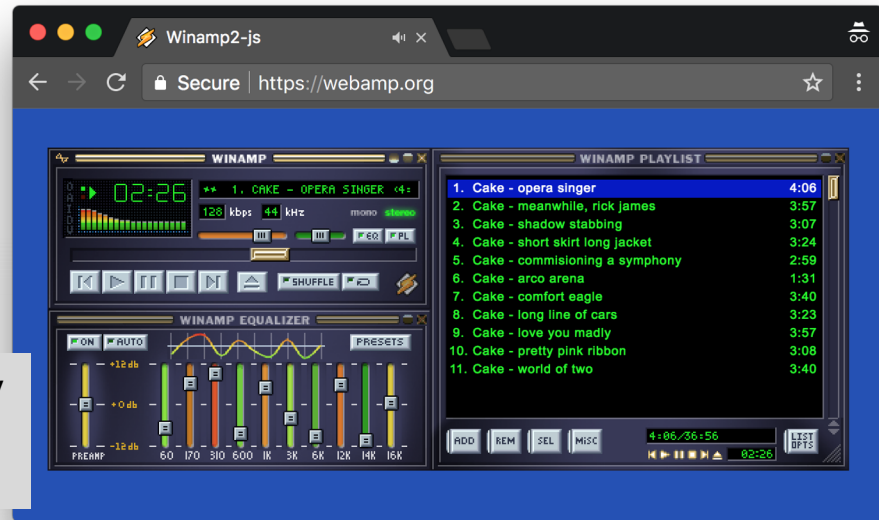 Winamp2-js
Secure
https://webamp.org
WINAMP
02:26
** 1. CAKE - OPERA SINGER <4:
128 kbps 44 kHz mono stereo
EQ PL
SHUFFLE
WINAMP EQUALIZER
ON AUTO PRESETS
+12db
+0db
-12db
PREAMP 60 170 310 600 1K 3K 6K 12K 14K 16K
WINAMP PLAYLIST
1. Cake - opera singer 4:06
2. Cake - meanwhile, rick james 3:57
3. Cake - shadow stabbing 3:07
4. Cake - short skirt long jacket 3:24
5. Cake - commisioning a symphony 2:59
6. Cake - arco arena 1:31
7. Cake - comfort eagle 3:40
8. Cake - long line of cars 3:23
9. Cake - love you madly 3:57
10. Cake - pretty pink ribbon 3:08
11. Cake - world of two 3:40
ADD REM SEL MISC
4:06/36:56
02:26
LIST
OPTS